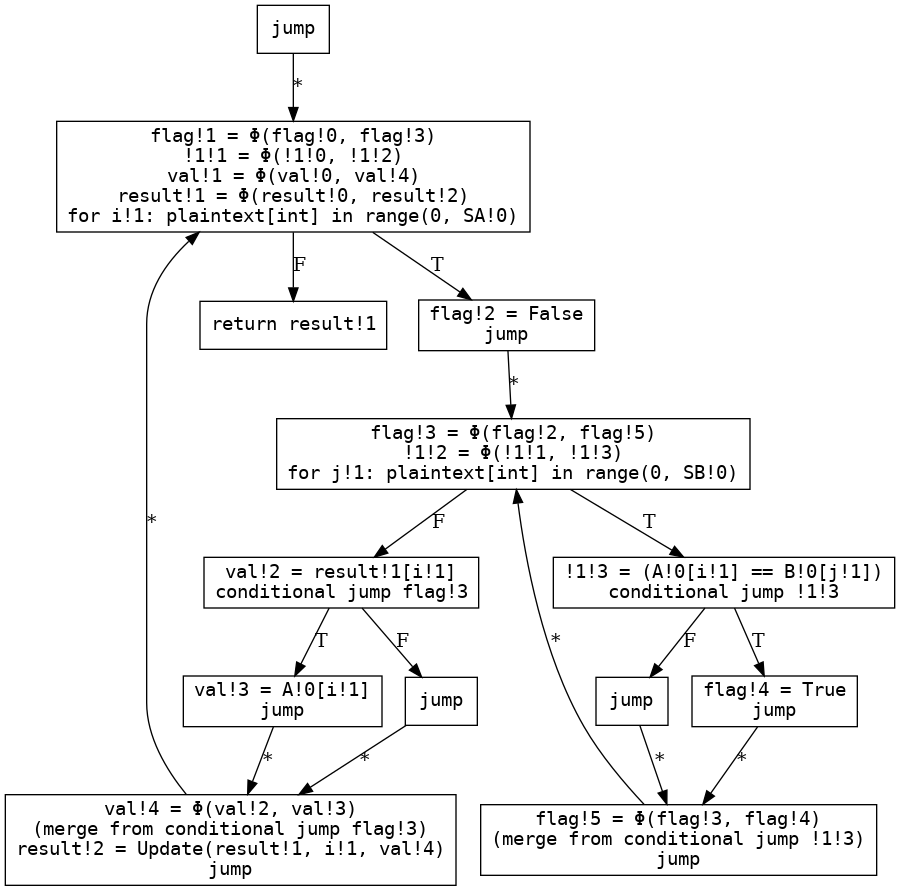 jump
*
flag!1 = Φ(flag!0, flag!3)
!1!1 = Φ(!1!0, !1!2)
val!1 = Φ(val!0, val!4)
result!1 = Φ(result!0, result!2)
for i!1: plaintext[int] in range(0, SA!0)
F
T
return result!1
flag!2 = False
jump
*
flag!3 = Φ(flag!2, flag!5)
!1!2 = Φ(!1!1, !1!3)
for j!1: plaintext[int] in range(0, SB!0)
*
F
T
val!2 = result!1[i!1]
conditional jump flag!3
!1!3 = (A!0[i!1] == B!0[j!1])
conditional jump !1!3
T
F
*
F
T
val!3 = A!0[i!1]
jump
jump
jump
flag!4 = True
jump
*
*
*
*
val!4 = Φ(val!2, val!3)
(merge from conditional jump flag!3)
result!2 = Update(result!1, i!1, val!4)
jump
flag!5 = Φ(flag!3, flag!4)
(merge from conditional jump !1!3)
jump